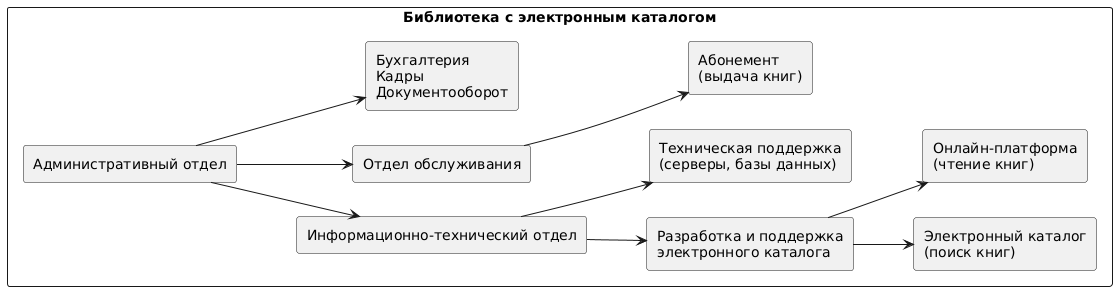 Библиотека с электронным каталогом
Бухгалтерия
Кадры
Документооборот
Абонемент
(выдача книг)
Административный отдел
Отдел обслуживания
Техническая поддержка
(серверы, базы данных)
Онлайн-платформа
(чтение книг)
Информационно-технический отдел
Разработка и поддержка
электронного каталога
Электронный каталог
(поиск книг)